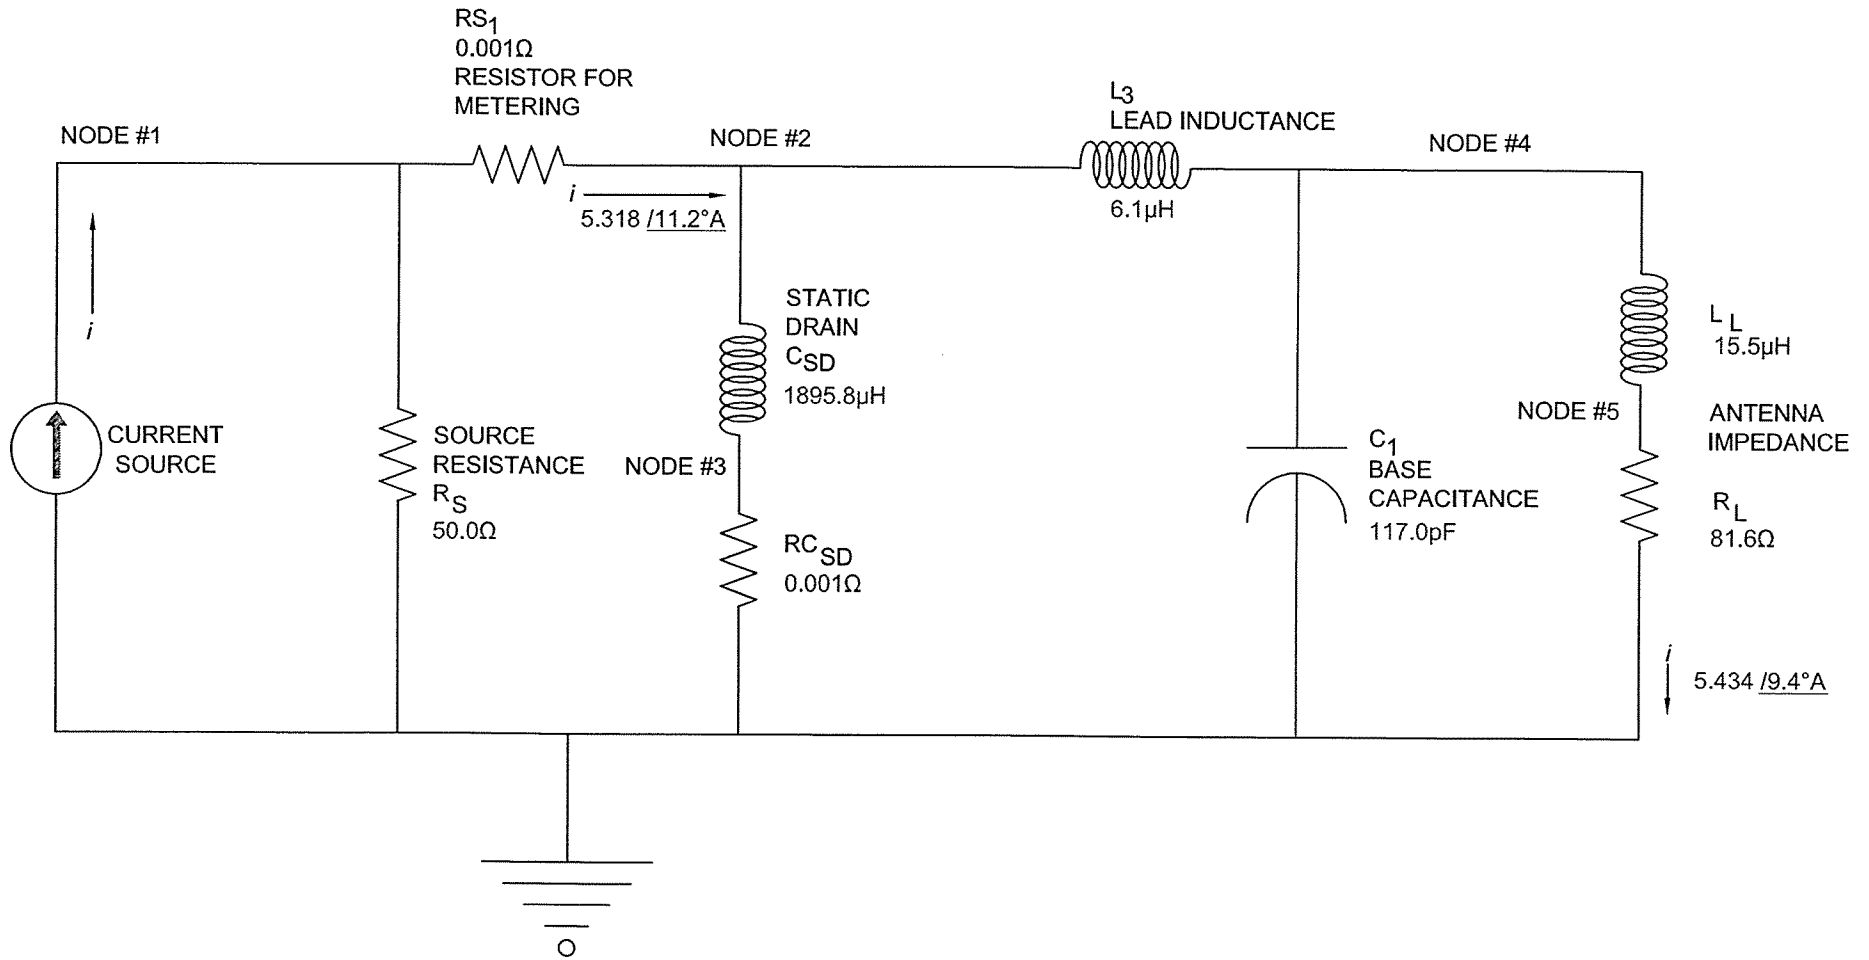 RS1
0.001Ω
RESISTOR FOR
METERING
NODE #1
NODE #2
L3
LEAD INDUCTANCE
6.1µH
NODE #4
i
5.318 /11.2°A
i
CURRENT
SOURCE
SOURCE
RESISTANCE
RS
50.0Ω
STATIC
DRAIN
CSD
1895.8µH
NODE #3
RCSD
0.001Ω
C1
BASE
CAPACITANCE
117.0pF
LL
15.5µH
NODE #5
ANTENNA
IMPEDANCE
RL
81.6Ω
i
5.434 /9.4°A